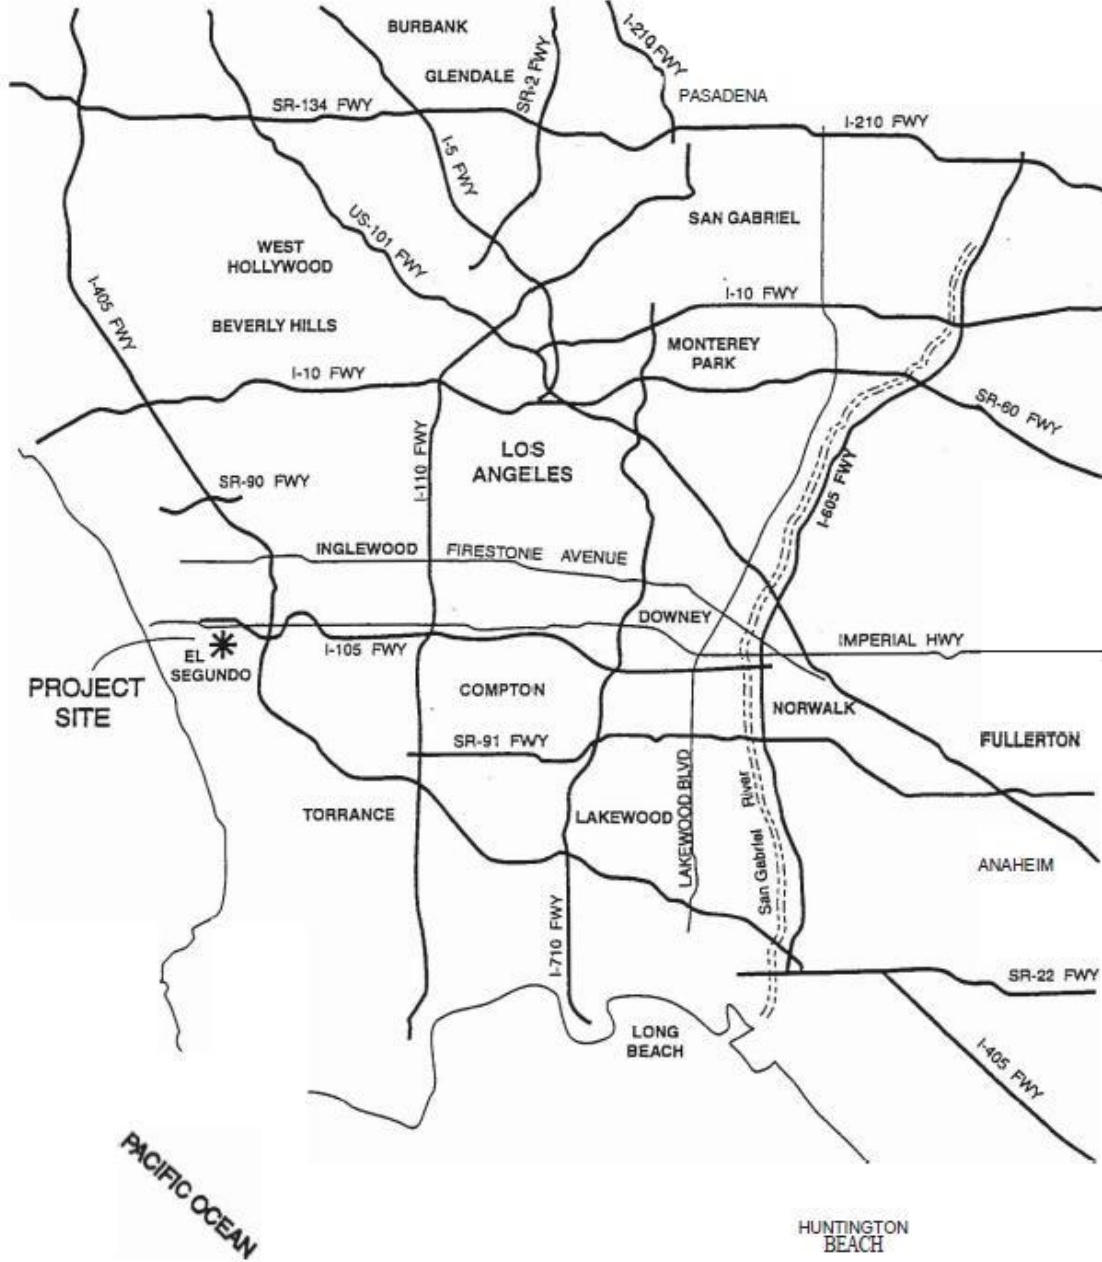 BURBANK
I-210 FWY
SR-2 FWY
GLENDALE
PASADENA
SR-134 FWY
I-210 FWY
I-5 FWY
US-101 FWY
SAN GABRIEL
WEST
HOLLYWOOD
I-405 FWY
I-10 FWY
BEVERLY HILLS
MONTEREY
PARK
I-10 FWY
SR-60 FWY
LOS
ANGELES
I-110 FWY
SR-90 FWY
I-605 FWY
INGLEWOOD
FIRESTONE AVENUE
DOWNEY
IMPERIAL HWY
I-105 FWY
EL
SEGUNDO
PROJECT
SITE
COMPTON
NORWALK
SR-91 FWY
FULLERTON
TORRANCE
LAKEWOOD
LAKEWOOD BLVD
San Gabriel River
ANAHEIM
I-710 FWY
SR-22 FWY
LONG
BEACH
I-405 FWY
PACIFIC OCEAN
HUNTINGTON
BEACH